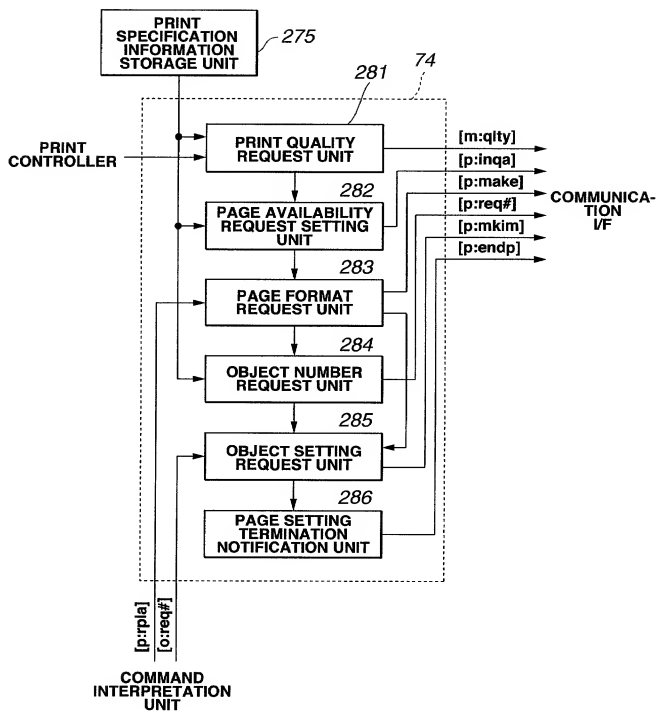 PRINT
SPECIFICATION
INFORMATION
STORAGE UNIT
275
74
281
PRINT
CONTROLLER
PRINT QUALITY
REQUEST UNIT
[m:qlty]
[p:inqa]
282
[p:make]
PAGE AVAILABILITY
REQUEST SETTING
UNIT
[p:req#]
COMMUNICA-
TION
I/F
[p:mkim]
[p:endp]
283
PAGE FORMAT
REQUEST UNIT
284
OBJECT NUMBER
REQUEST UNIT
285
OBJECT SETTING
REQUEST UNIT
286
PAGE SETTING
TERMINATION
NOTIFICATION UNIT
[p:rpla]
[o:req#]
COMMAND
INTERPRETATION
UNIT